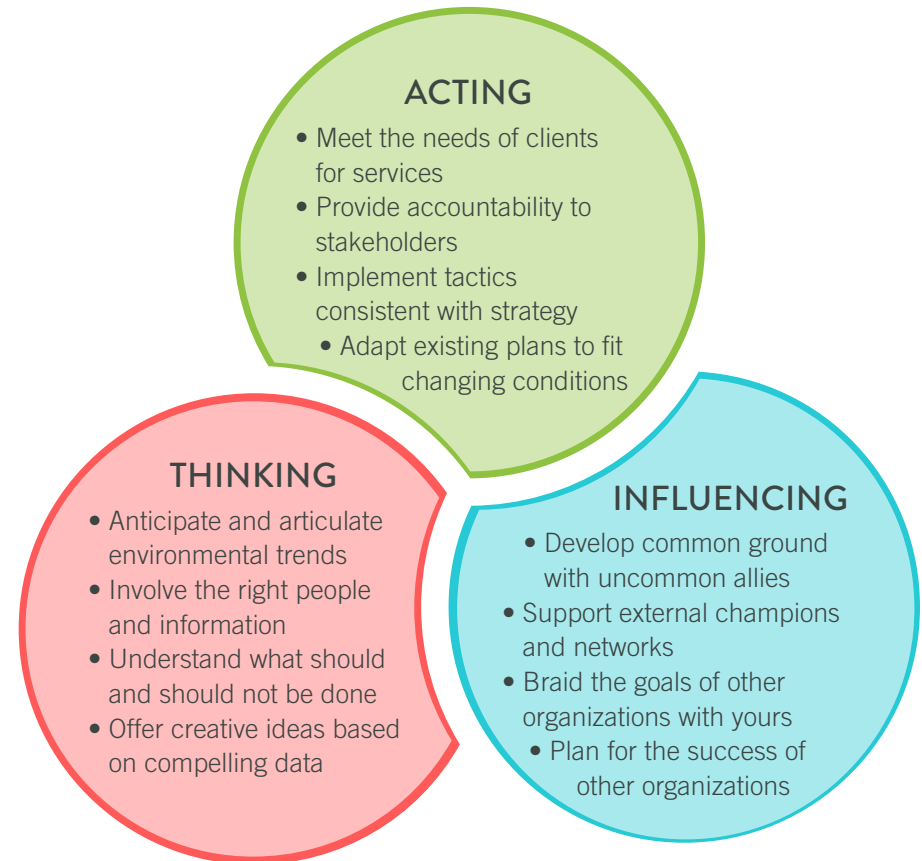 ACTING
• Meet the needs of clients
for services
• Provide accountability to
stakeholders
• Implement tactics
consistent with strategy
• Adapt existing plans to fit
changing conditions
THINKING
• Anticipate and articulate
environmental trends
• Involve the right people
and information
• Understand what should
and should not be done
• Offer creative ideas based
on compelling data
INFLUENCING
• Develop common ground
with uncommon allies
• Support external champions
and networks
• Braid the goals of other
organizations with yours
• Plan for the success of
other organizations